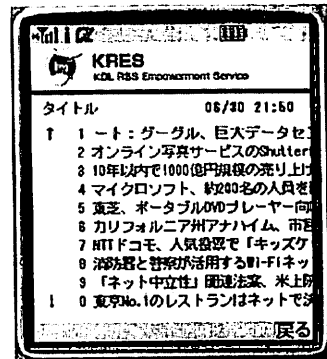 KRES
KDL RSS Empowerment Service
タイトル 06/30 21:50
↑ 1 ート：グーグル、巨大データセン
2 オンライン写真サービスのShutter
3 10年以内で1000億円規模の売り上げ
4 マイクロソフト、約200名の人員を
5 東芝、ポータブルDVDプレーヤー向
6 カリフォルニア州アナハイム、市営
7 NTTドコモ、人気投票で「キッズケ
8 消防署と警察が活用するWi-Fiネッ
9 「ネット中立性」関連法案、米上院
↓ 0 東京No.1のレストランはネットで決
戻る